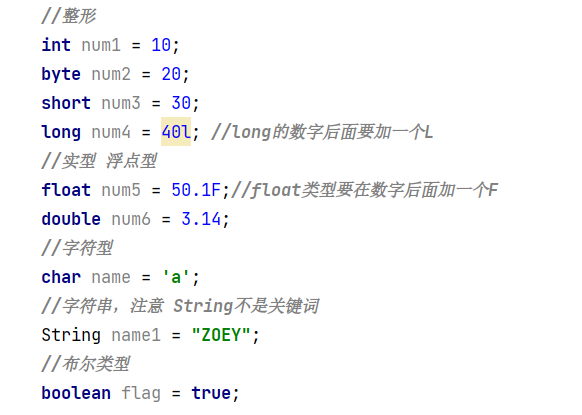 //整形
int num1 = 10;
byte num2 = 20;
short num3 = 30;
long num4 = 40l; //long的数字后面要加一个L
//实型 浮点型
float num5 = 50.1F;//float类型要在数字后面加一个F
double num6 = 3.14;
//字符型
char name = 'a';
//字符串，注意 String不是关键词
String name1 = "ZOEY";
//布尔类型
boolean flag = true;